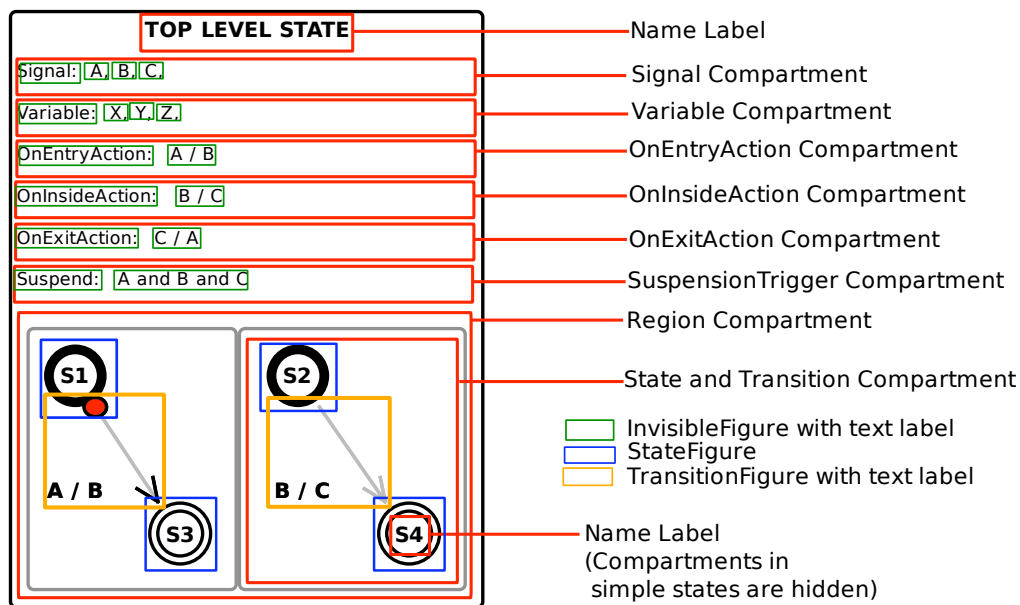 TOP LEVEL STATE
Name Label
Signal: A, B, C,
Signal Compartment
Variable: X, Y, Z,
Variable Compartment
OnEntryAction: A / B
OnEntryAction Compartment
OnInsideAction: B / C
OnInsideAction Compartment
OnExitAction: C / A
OnExitAction Compartment
Suspend: A and B and C
SuspensionTrigger Compartment
Region Compartment
S1
S2
State and Transition Compartment
InvisibleFigure with text label
StateFigure
TransitionFigure with text label
A / B
B / C
S3
S4
Name Label
(Compartments in
simple states are hidden)